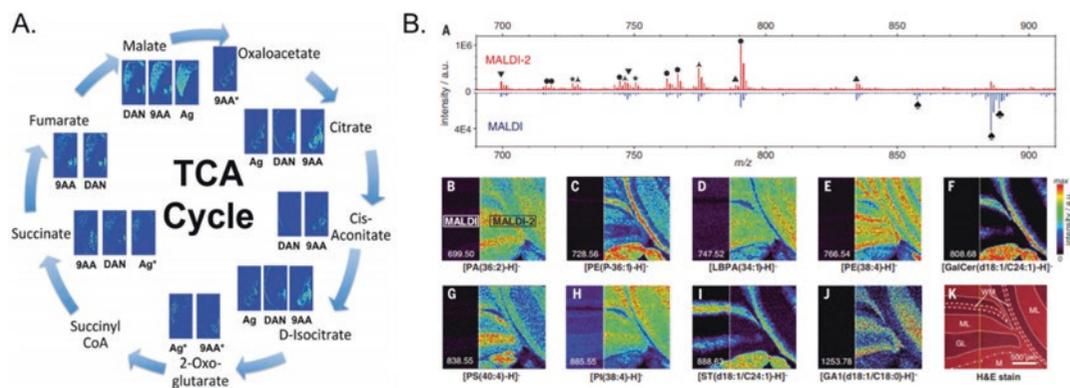 A.
Malate
Oxaloacetate
DAN 9AA Ag
9AA*
Fumarate
Citrate
9AA DAN
Ag DAN 9AA
TCA
Cycle
Cis-
Aconitate
DAN 9AA
Succinate
9AA DAN Ag*
Ag DAN 9AA
D-Isocitrate
Succinyl
CoA
Ag* 9AA*
2-Oxo-
glutarate
B.
A
700 750 800 850 900
1E6
MALDI-2
0
4E4
MALDI
intensity / a.u.
700 750 800 850 900
m/z
B
MALDI MALDI-2
699.50
[PA(36:2)-H]-
C
728.56
[PE(P-36:1)-H]-
D
747.52
[LBPA(34:1)-H]-
E
766.54
[PE(38:4)-H]-
F
808.68
[GalCer(d18:1/C24:1)-H]-
max
intensity / a.u.
0
G
838.55
[PS(40:4)-H]-
H
885.55
[PI(38:4)-H]-
I
888.62
[ST(d18:1/C24:1)-H]-
J
1253.78
[GA1(d18:1/C18:0)-H]-
K
WM
ML
ML
GL
M
500 µm
H&E stain